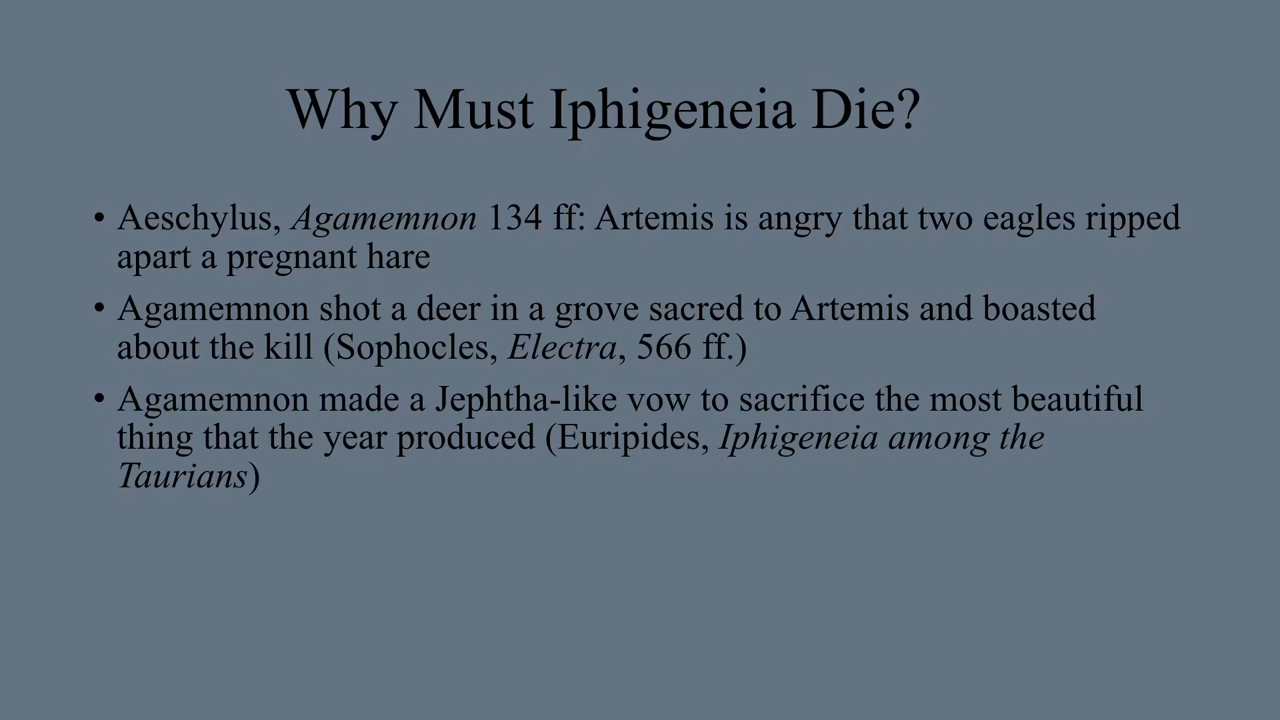 Why Must Iphigeneia Die?
• Aeschylus, Agamemnon 134 ff: Artemis is angry that two eagles ripped
apart a pregnant hare
• Agamemnon shot a deer in a grove sacred to Artemis and boasted
about the kill (Sophocles, Electra, 566 ff.)
• Agamemnon made a Jephtha-like vow to sacrifice the most beautiful
thing that the year produced (Euripides, Iphigeneia among the
Taurians)